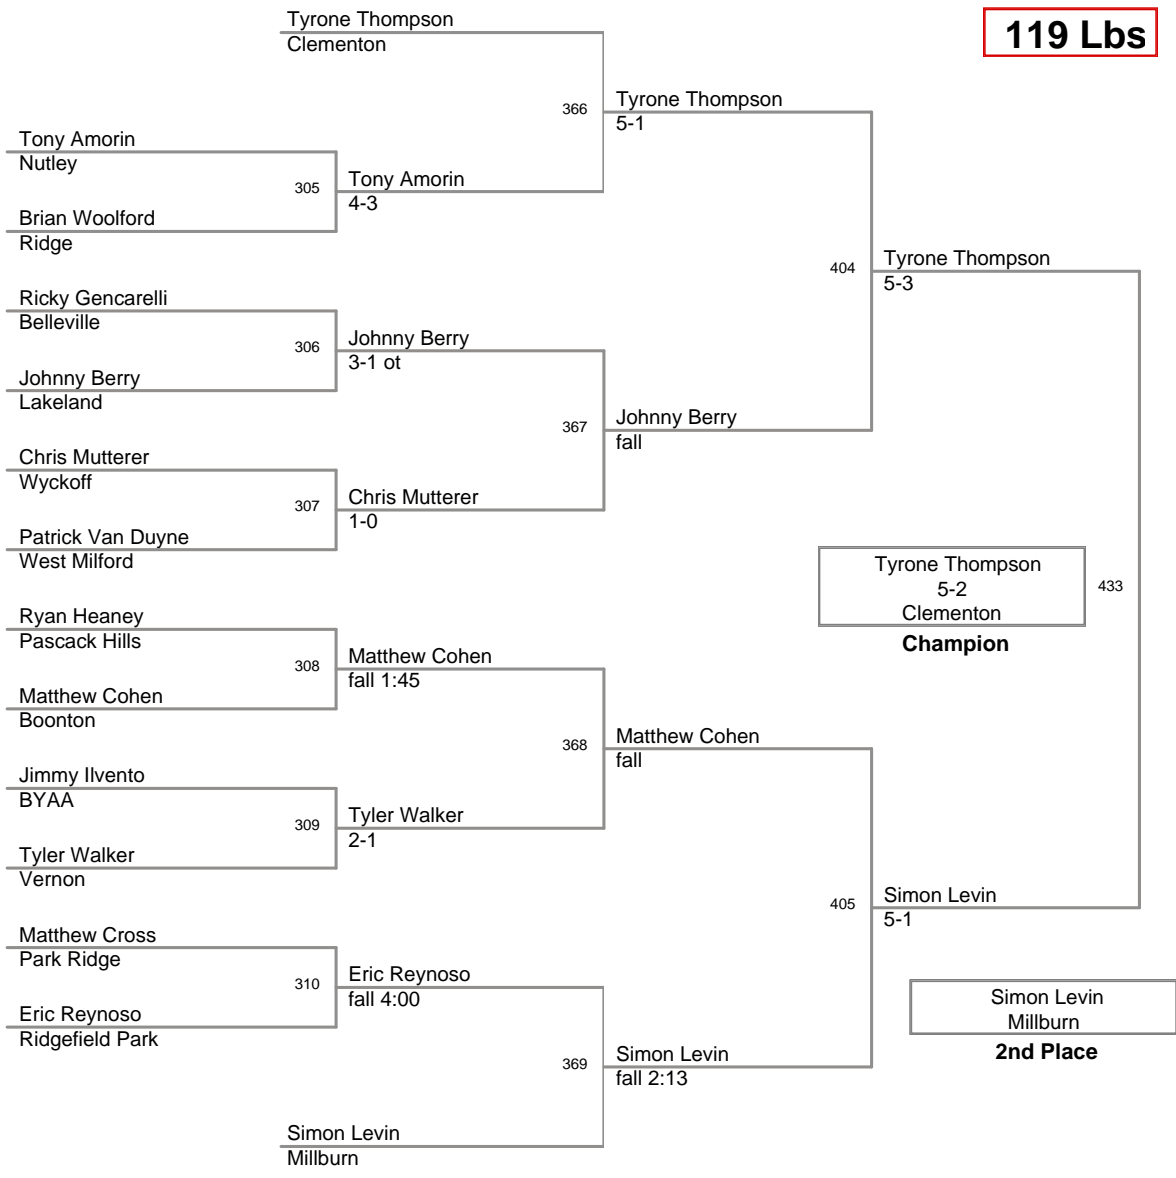 Tyrone Thompson
Clementon
119 Lbs
366
Tyrone Thompson
5-1
Tony Amorin
Nutley
305
Tony Amorin
4-3
Brian Woolford
Ridge
404
Tyrone Thompson
5-3
Ricky Gencarelli
Belleville
306
Johnny Berry
3-1 ot
Johnny Berry
Lakeland
367
Johnny Berry
fall
Chris Mutterer
Wyckoff
307
Chris Mutterer
1-0
Patrick Van Duyne
West Milford
Tyrone Thompson
5-2
Clementon
Champion
433
Ryan Heaney
Pascack Hills
308
Matthew Cohen
fall 1:45
Matthew Cohen
Boonton
368
Matthew Cohen
fall
Jimmy Ilvento
BYAA
309
Tyler Walker
2-1
Tyler Walker
Vernon
405
Simon Levin
5-1
Matthew Cross
Park Ridge
310
Eric Reynoso
fall 4:00
Eric Reynoso
Ridgefield Park
Simon Levin
Millburn
2nd Place
369
Simon Levin
fall 2:13
Simon Levin
Millburn